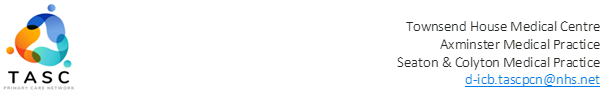 TASC
PRIMARY CARE NETWORK
Townsend House Medical Centre
Axminster Medical Practice
Seaton & Colyton Medical Practice
d-icb.tascpcn@nhs.net